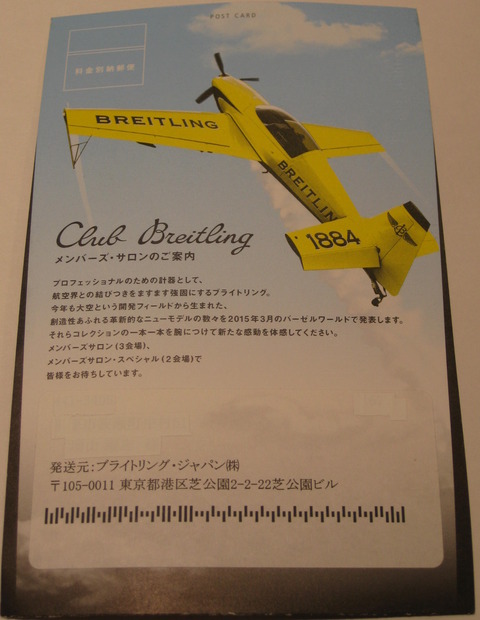 POST CARD
料金別納郵便
BREITLING
BREITLING
1884
Club Breitling
メンバーズ・サロンのご案内
プロフェッショナルのための計器として、
航空界との結びつきをますます強固にするブライトリング。
今年も大空という開発フィールドから生まれた、
創造性あふれる革新的なニューモデルの数々を2015年3月のバーゼルワールドで発表します。
それらコレクションの一本一本を腕につけて新たな感動を体感してください。
メンバーズサロン(3会場)、
メンバーズサロン・スペシャル(2会場)で
皆様をお待ちしています。
発送元:ブライトリング・ジャパン㈱
〒105-0011 東京都港区芝公園2-2-22芝公園ビル